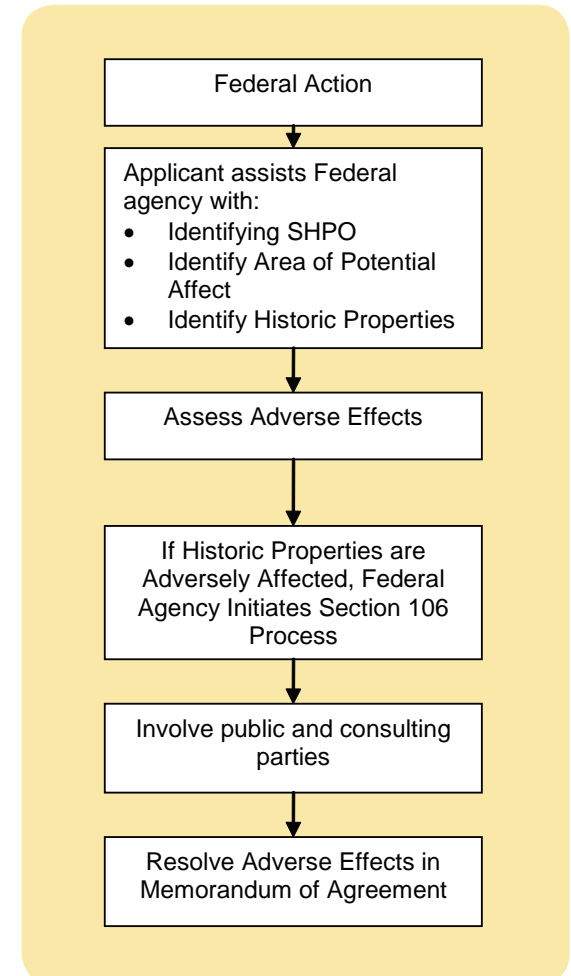 Federal Action
Applicant assists Federal
agency with:
• Identifying SHPO
• Identify Area of Potential
Affect
• Identify Historic Properties
Assess Adverse Effects
If Historic Properties are
Adversely Affected, Federal
Agency Initiates Section 106
Process
Involve public and consulting
parties
Resolve Adverse Effects in
Memorandum of Agreement